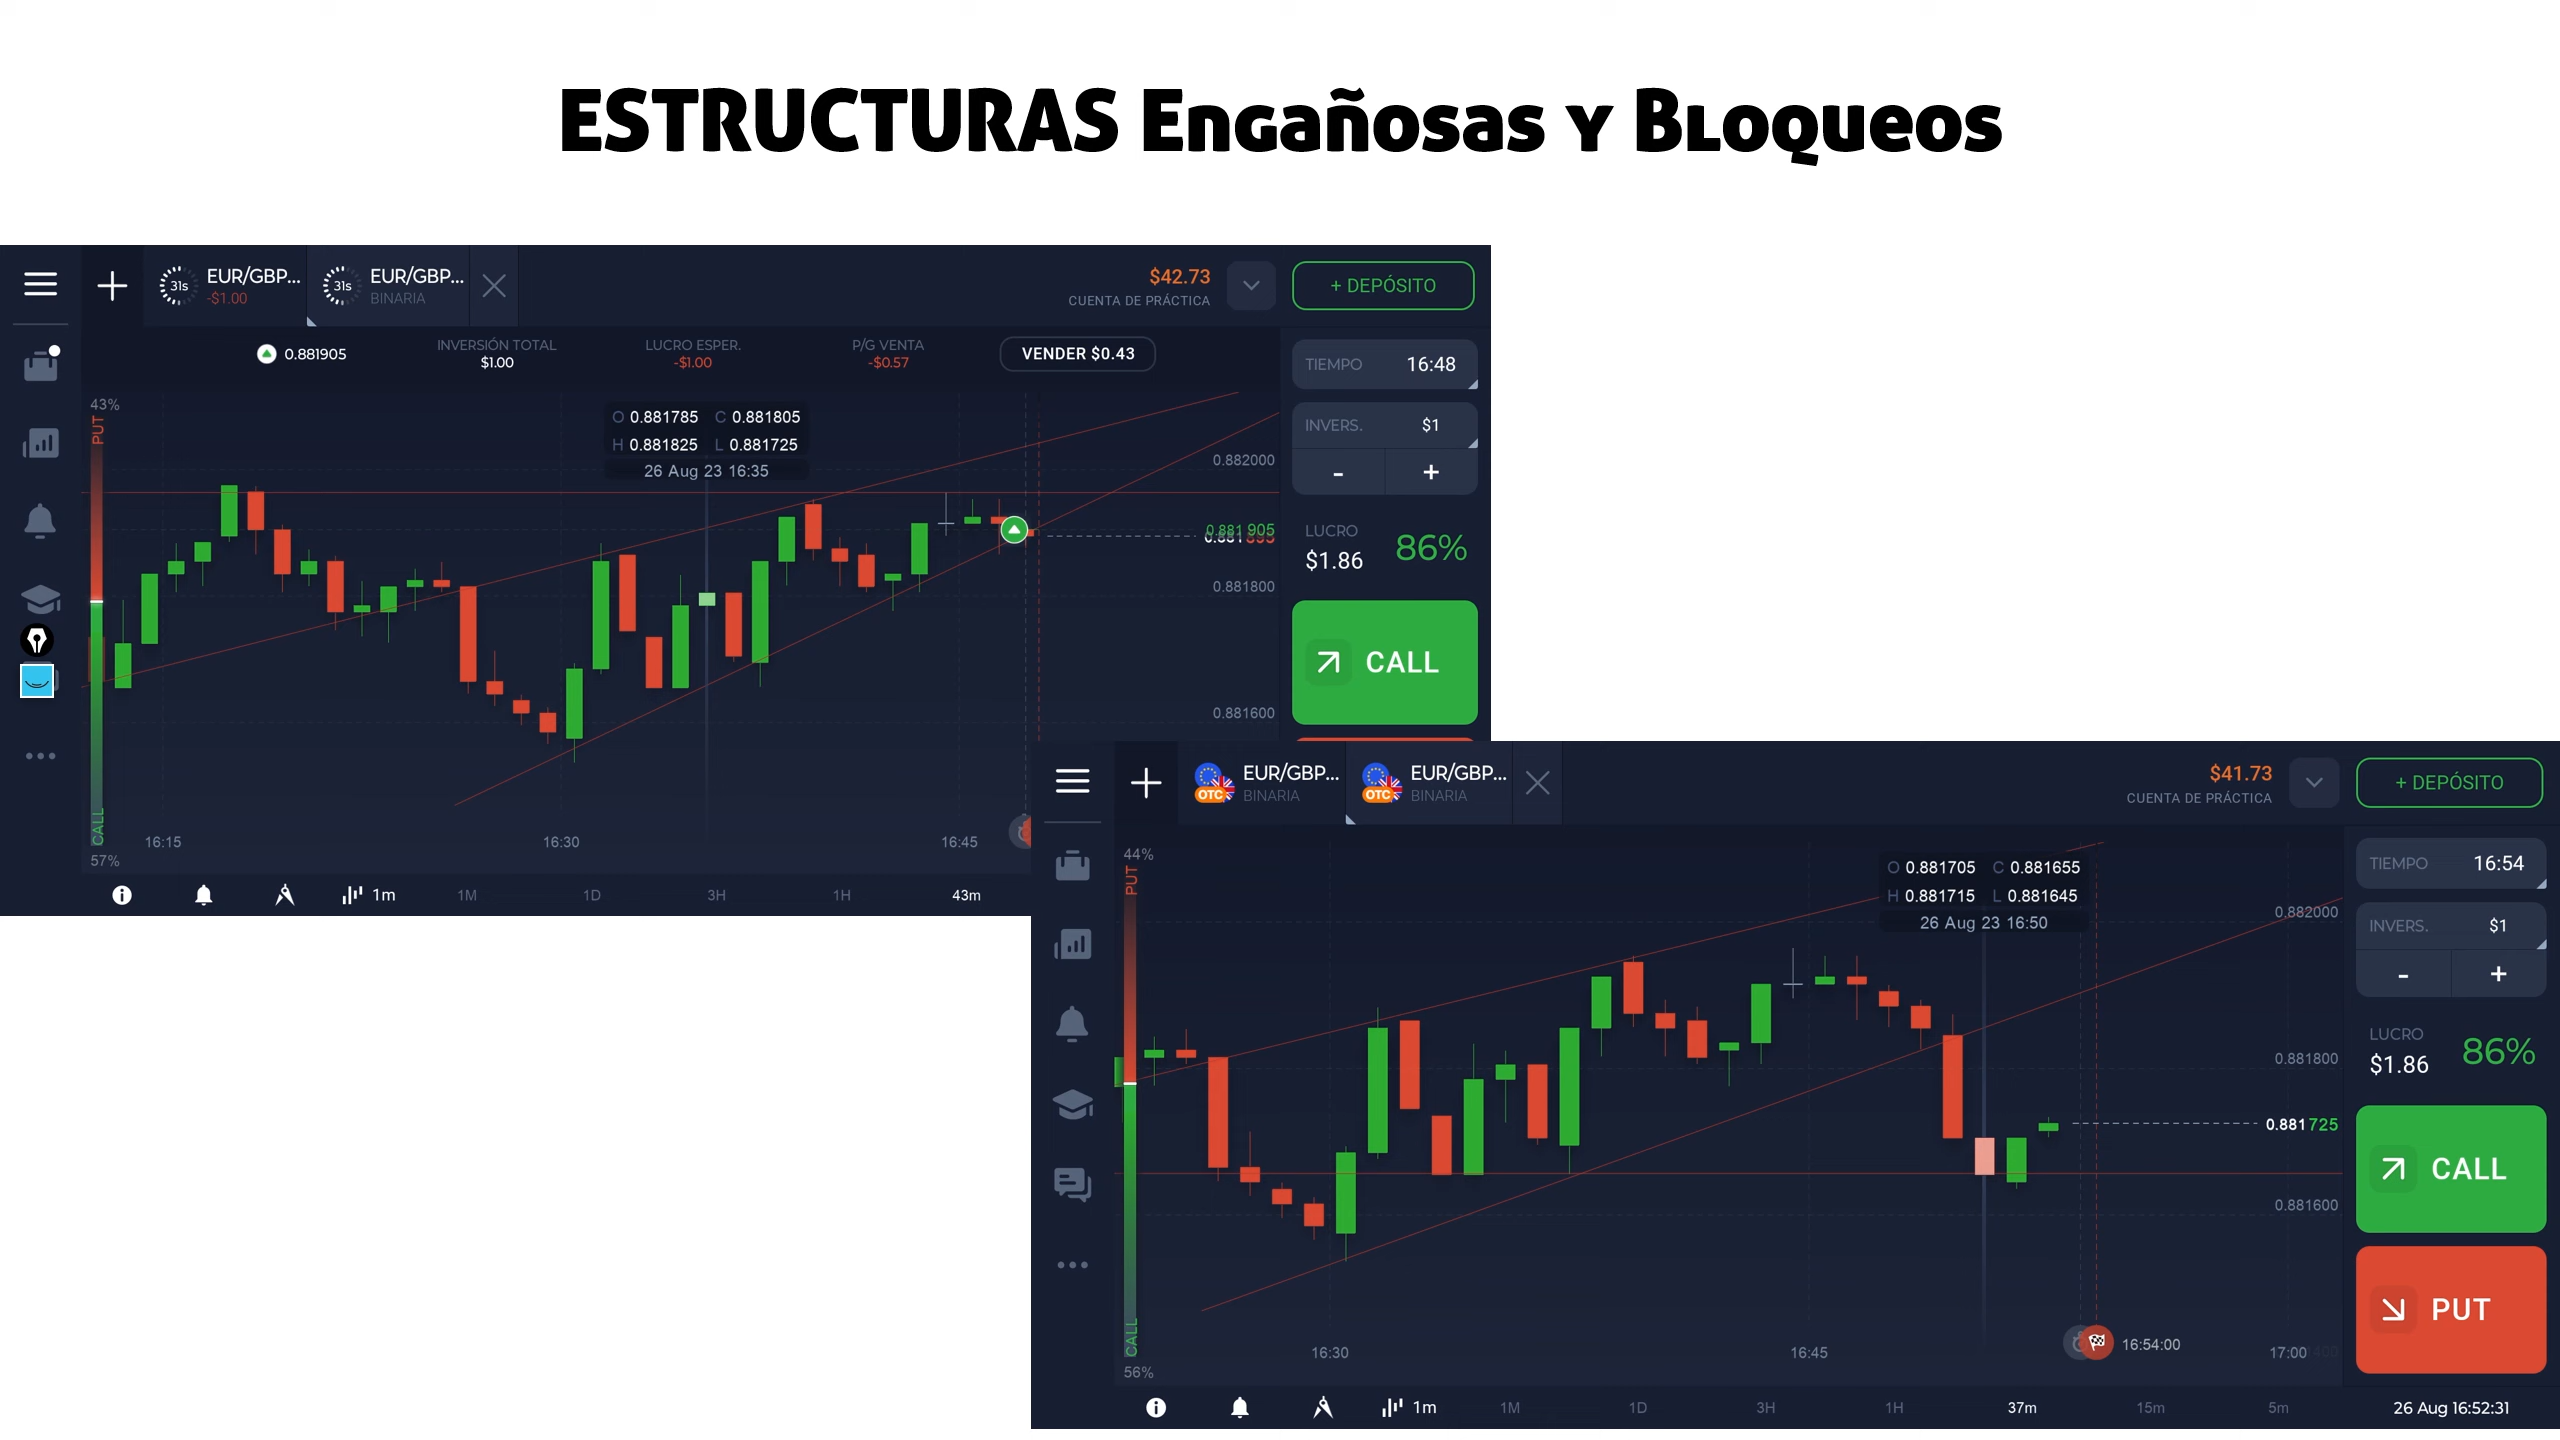 ESTRUCTURAS Engañosas y Bloqueos
31s EUR/GBP... -$1.00
31s EUR/GBP... BINARIA
$42.73
CUENTA DE PRÁCTICA
+ DEPÓSITO
0.881905
INVERSIÓN TOTAL
$1.00
LUCRO ESPER.
-$1.00
P/G VENTA
-$0.57
VENDER $0.43
TIEMPO 16:48
INVERS. $1
- +
LUCRO
$1.86
86%
CALL
43%
PUT
O 0.881785 C 0.881805
H 0.881825 L 0.881725
26 Aug 23 16:35
0.882000
0.881905
0.881800
0.881600
CALL
57%
16:15 16:30 16:45
1m 1M 1D 3H 1H 43m
EUR/GBP... OTC BINARIA
EUR/GBP... OTC BINARIA
$41.73
CUENTA DE PRÁCTICA
+ DEPÓSITO
44%
PUT
O 0.881705 C 0.881655
H 0.881715 L 0.881645
26 Aug 23 16:50
0.882000
0.881800
0.881725
0.881600
CALL
56%
TIEMPO 16:54
INVERS. $1
- +
LUCRO
$1.86
86%
CALL
PUT
16:30 16:45 16:54:00 17:00
1m 1M 1D 3H 1H 37m 15m 5m 26 Aug 16:52:31